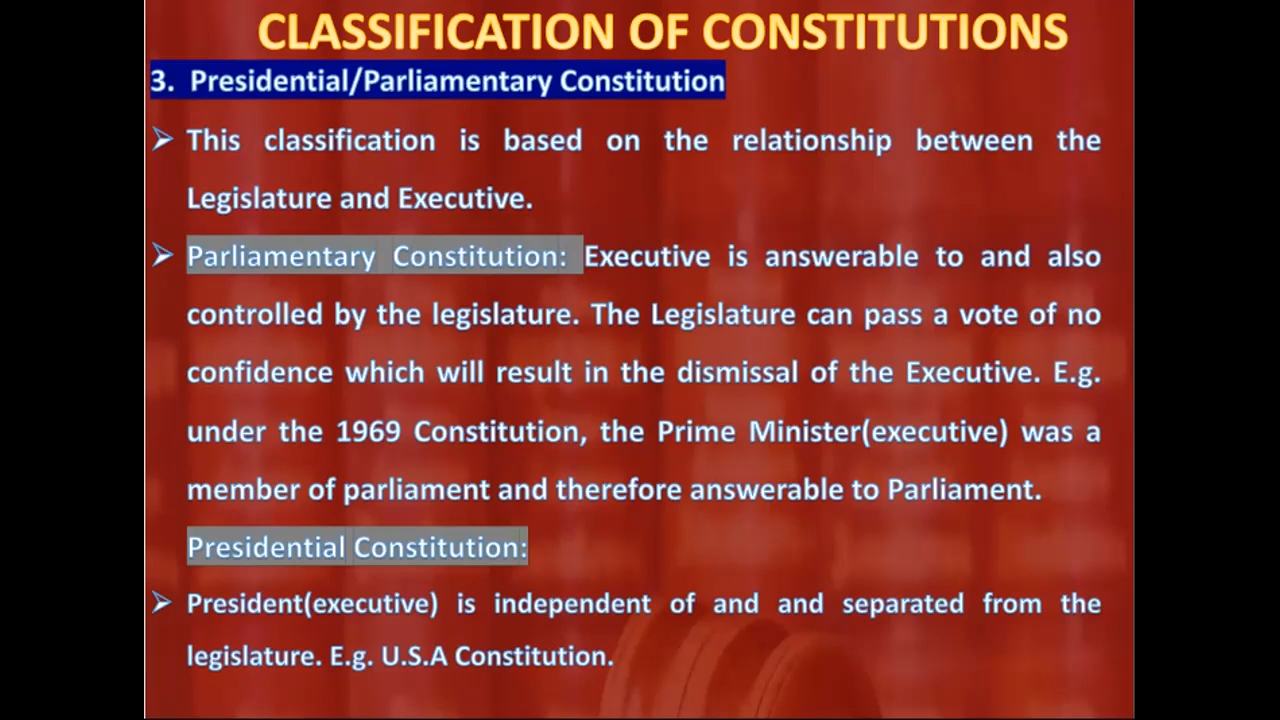 CLASSIFICATION OF CONSTITUTIONS
3. Presidential/Parliamentary Constitution
➢ This classification is based on the relationship between the
Legislature and Executive.
➢ Parliamentary Constitution: Executive is answerable to and also
controlled by the legislature. The Legislature can pass a vote of no
confidence which will result in the dismissal of the Executive. E.g.
under the 1969 Constitution, the Prime Minister(executive) was a
member of parliament and therefore answerable to Parliament.
Presidential Constitution:
➢ President(executive) is independent of and and separated from the
legislature. E.g. U.S.A Constitution.